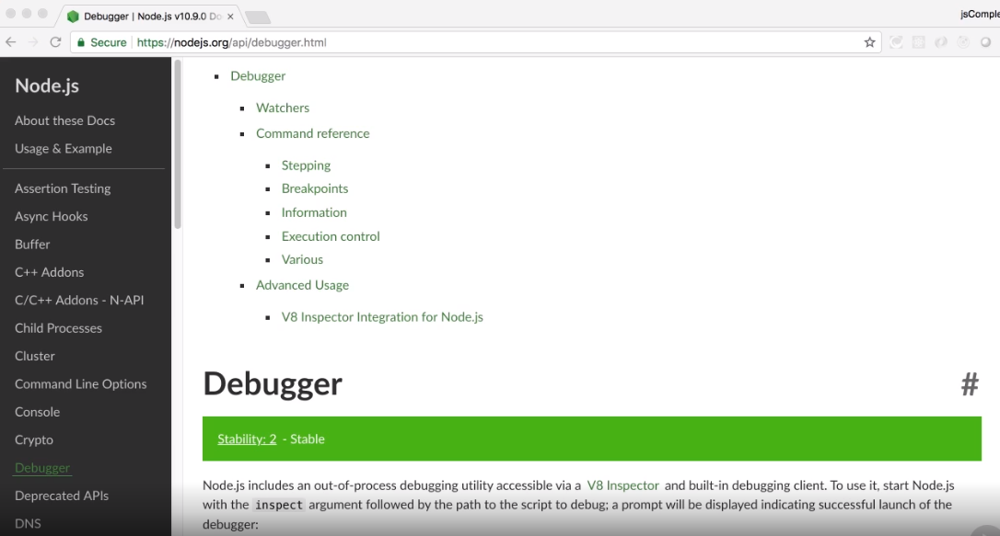 Debugger | Node.js v10.9.0 Do
jsComple
Secure https://nodejs.org/api/debugger.html
Node.js
About these Docs
Usage & Example
Assertion Testing
Async Hooks
Buffer
C++ Addons
C/C++ Addons - N-API
Child Processes
Cluster
Command Line Options
Console
Crypto
Debugger
Deprecated APIs
DNS
Debugger
Watchers
Command reference
Stepping
Breakpoints
Information
Execution control
Various
Advanced Usage
V8 Inspector Integration for Node.js
Debugger #
Stability: 2 - Stable
Node.js includes an out-of-process debugging utility accessible via a V8 Inspector and built-in debugging client. To use it, start Node.js
with the inspect argument followed by the path to the script to debug; a prompt will be displayed indicating successful launch of the
debugger: